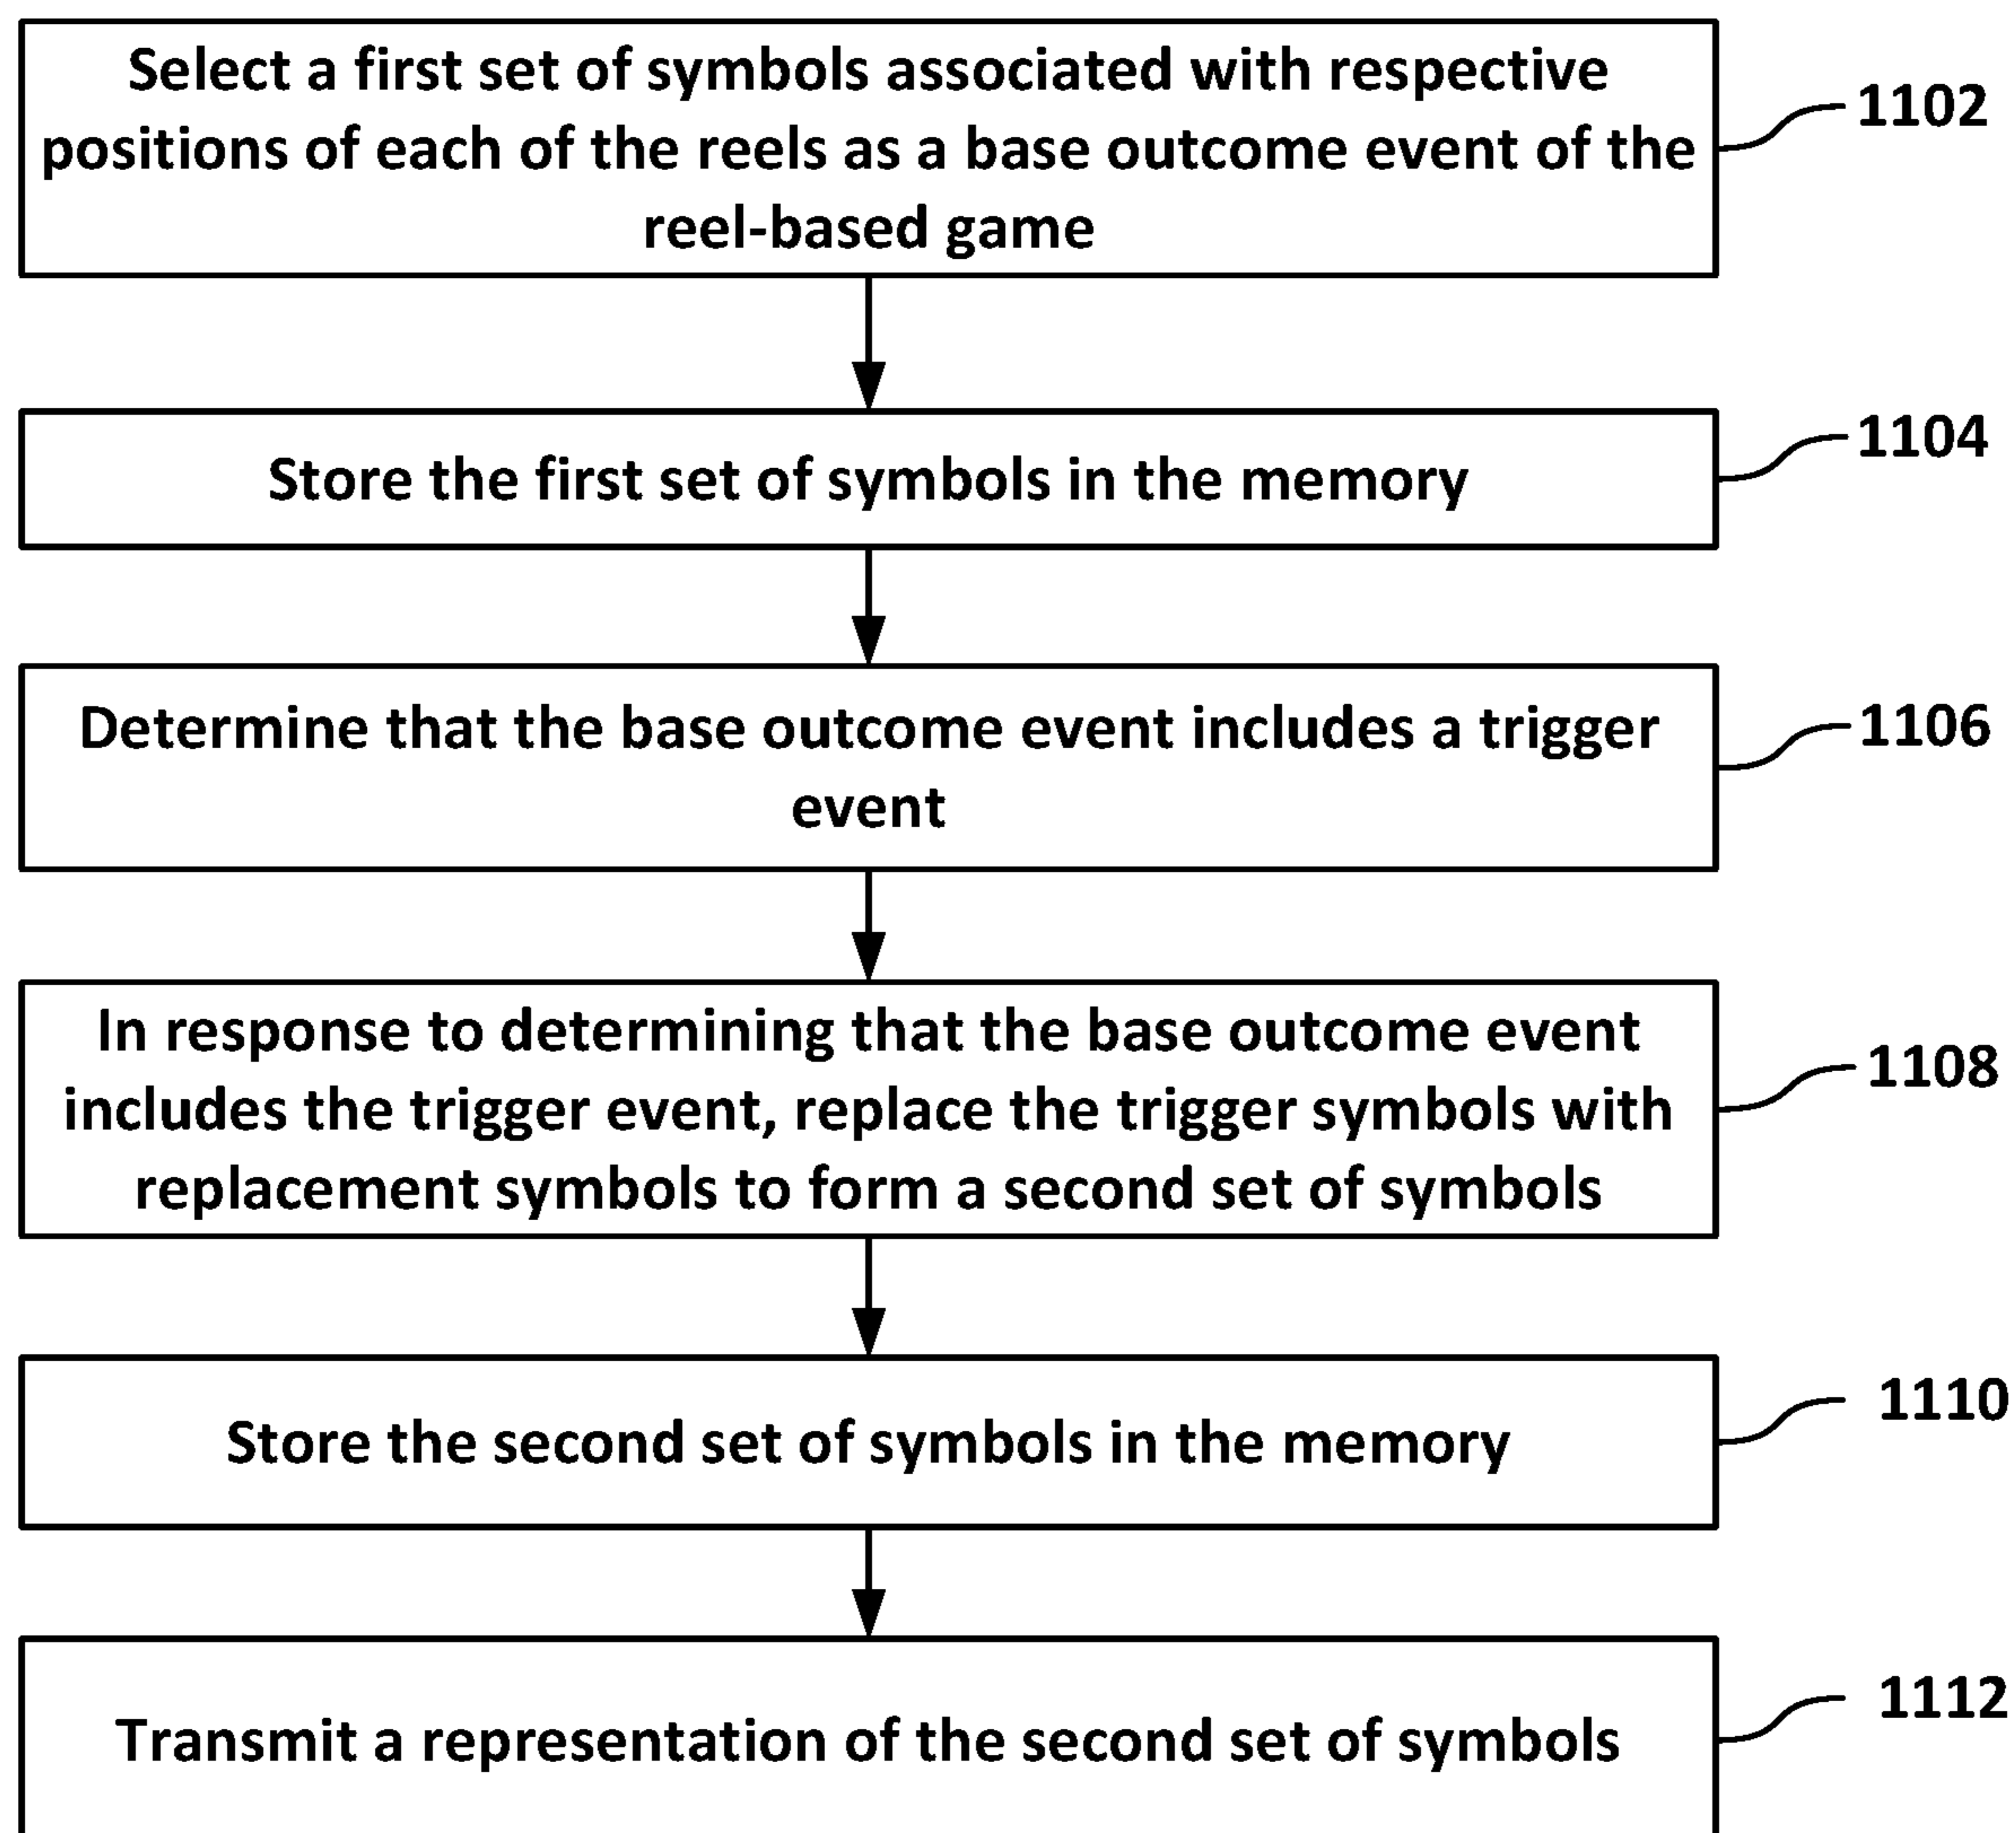 Select a first set of symbols associated with respective
positions of each of the reels as a base outcome event of the
reel-based game
1102
Store the first set of symbols in the memory
1104
Determine that the base outcome event includes a trigger
event
1106
In response to determining that the base outcome event
includes the trigger event, replace the trigger symbols with
replacement symbols to form a second set of symbols
1108
Store the second set of symbols in the memory
1110
Transmit a representation of the second set of symbols
1112